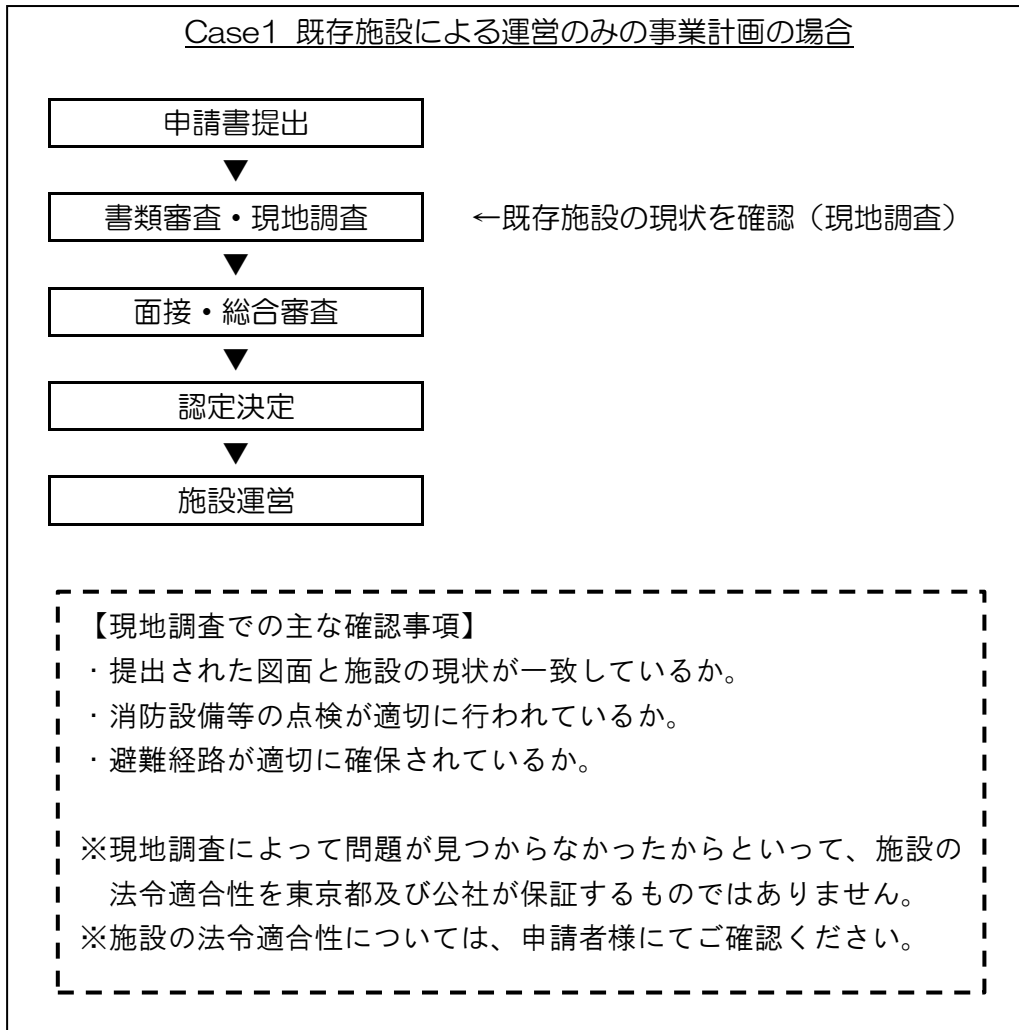 Case1 既存施設による運営のみの事業計画の場合
申請書提出
▼
書類審査・現地調査 ←既存施設の現状を確認（現地調査）
▼
面接・総合審査
▼
認定決定
▼
施設運営
【現地調査での主な確認事項】
・提出された図面と施設の現状が一致しているか。
・消防設備等の点検が適切に行われているか。
・避難経路が適切に確保されているか。
※現地調査によって問題が見つからなかったからといって、施設の
法令適合性を東京都及び公社が保証するものではありません。
※施設の法令適合性については、申請者様にてご確認ください。